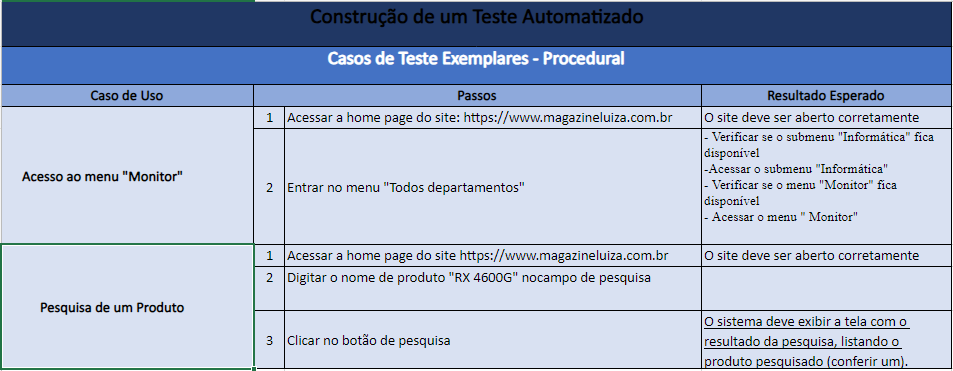 Construção de um Teste Automatizado
Casos de Teste Exemplares - Procedural
Caso de Uso
Passos
Resultado Esperado
Acesso ao menu "Monitor"
1
Acessar a home page do site: https://www.magazineluiza.com.br
O site deve ser aberto corretamente
2
Entrar no menu "Todos departamentos"
- Verificar se o submenu "Informática" fica
disponível
-Acessar o submenu "Informática"
- Verificar se o menu "Monitor" fica
disponível
- Acessar o menu " Monitor"
Pesquisa de um Produto
1
Acessar a home page do site https://www.magazineluiza.com.br
O site deve ser aberto corretamente
2
Digitar o nome de produto "RX 4600G" nocampo de pesquisa
3
Clicar no botão de pesquisa
O sistema deve exibir a tela com o
resultado da pesquisa, listando o
produto pesquisado (conferir um).